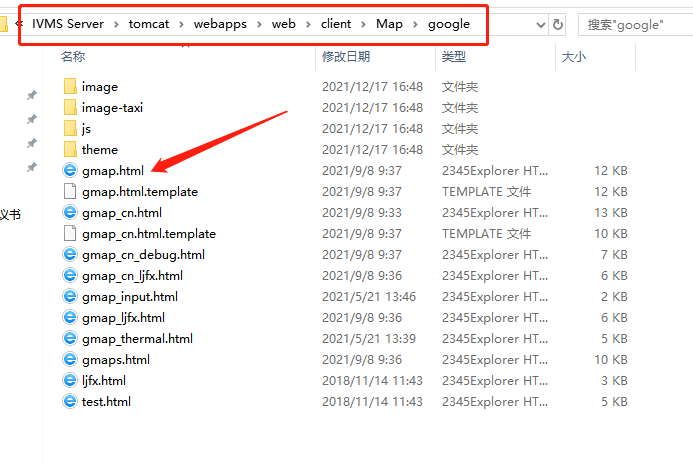 « IVMS Server › tomcat › webapps › web › client › Map › google 搜索"google"
名称 修改日期 类型 大小
image 2021/12/17 16:48 文件夹
image-taxi 2021/12/17 16:48 文件夹
js 2021/12/17 16:48 文件夹
theme 2021/12/17 16:48 文件夹
gmap.html 2021/9/8 9:37 2345Explorer HT... 12 KB
gmap.html.template 2021/9/8 9:37 TEMPLATE 文件 12 KB
gmap_cn.html 2021/9/8 9:33 2345Explorer HT... 13 KB
议书
gmap_cn.html.template 2021/9/8 9:37 TEMPLATE 文件 10 KB
gmap_cn_debug.html 2021/9/8 9:37 2345Explorer HT... 7 KB
gmap_cn_ljfx.html 2021/9/8 9:36 2345Explorer HT... 6 KB
gmap_input.html 2021/5/21 13:46 2345Explorer HT... 2 KB
gmap_ljfx.html 2021/9/8 9:36 2345Explorer HT... 6 KB
gmap_thermal.html 2021/5/21 13:39 2345Explorer HT... 5 KB
gmaps.html 2021/9/8 9:36 2345Explorer HT... 10 KB
ljfx.html 2018/11/14 11:43 2345Explorer HT... 3 KB
test.html 2018/11/14 11:43 2345Explorer HT... 5 KB